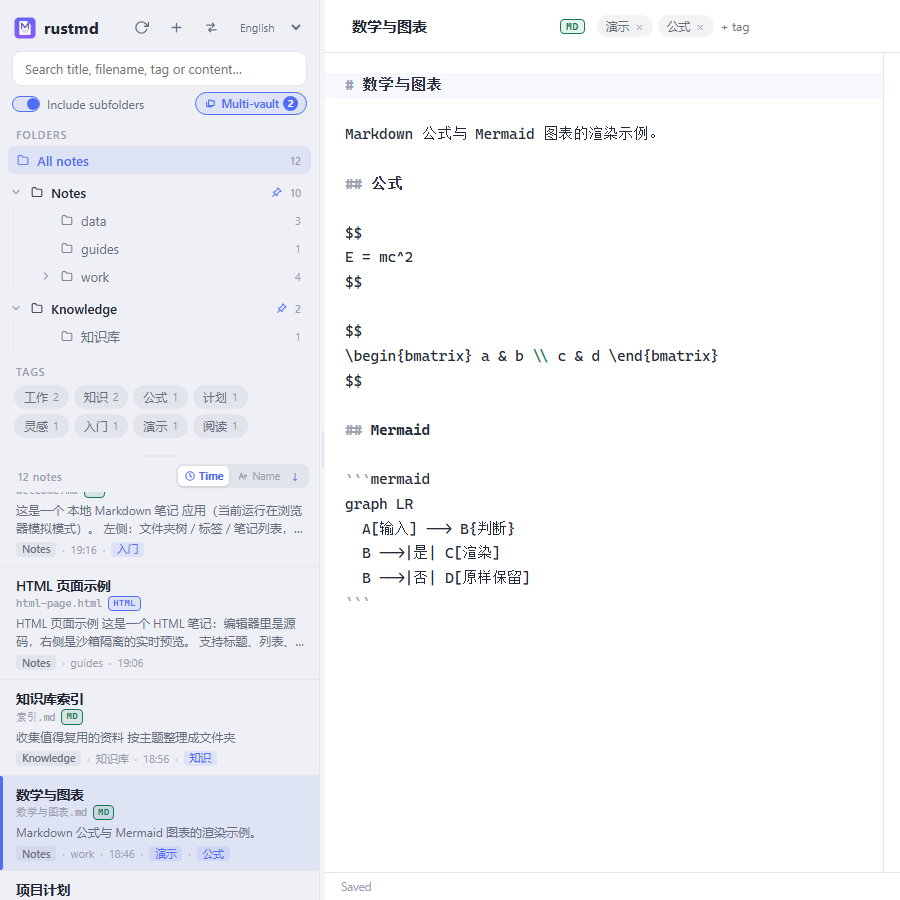 rustmd
English
Search title, filename, tag or content...
Include subfolders
Multi-vault 2
FOLDERS
All notes 12
Notes 10
data 3
guides 1
work 4
Knowledge 2
知识库 1
TAGS
工作 2 知识 2 公式 1 计划 1
灵感 1 入门 1 演示 1 阅读 1
12 notes
Time
Name ↓
这是一个 本地 Markdown 笔记 应用（当前运行在浏览
器模拟模式）。 左侧：文件夹树 / 标签 / 笔记列表，...
Notes · 19:16 · 入门
HTML 页面示例
html-page.html HTML
HTML 页面示例 这是一个 HTML 笔记：编辑器里是源
码，右侧是沙箱隔离的实时预览。 支持标题、列表、...
Notes · guides · 19:06
知识库索引
索引.md MD
收集值得复用的资料 按主题整理成文件夹
Knowledge · 知识库 · 18:56 · 知识
数学与图表
数学与图表.md MD
Markdown 公式与 Mermaid 图表的渲染示例。
Notes · work · 18:46 · 演示 · 公式
项目计划
数学与图表
MD 演示 × 公式 × + tag
# 数学与图表
Markdown 公式与 Mermaid 图表的渲染示例。
## 公式
$$
E = mc^2
$$
$$
\begin{bmatrix} a & b \\ c & d \end{bmatrix}
$$
## Mermaid
```mermaid
graph LR
A[输入] --> B{判断}
B -->|是| C[渲染]
B -->|否| D[原样保留]
```
Saved